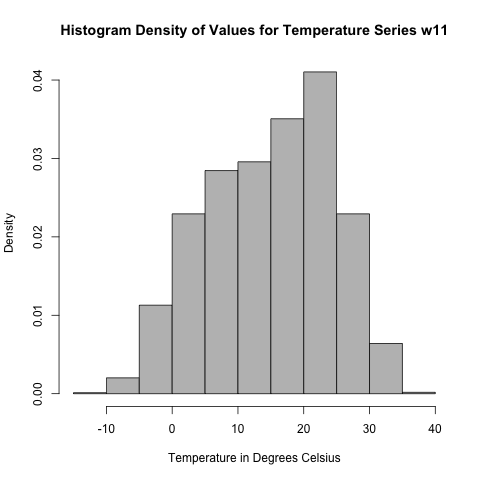 Histogram Density of Values for Temperature Series w11
Density
0.04
0.03
0.02
0.01
0.00
-10 0 10 20 30 40
Temperature in Degrees Celsius